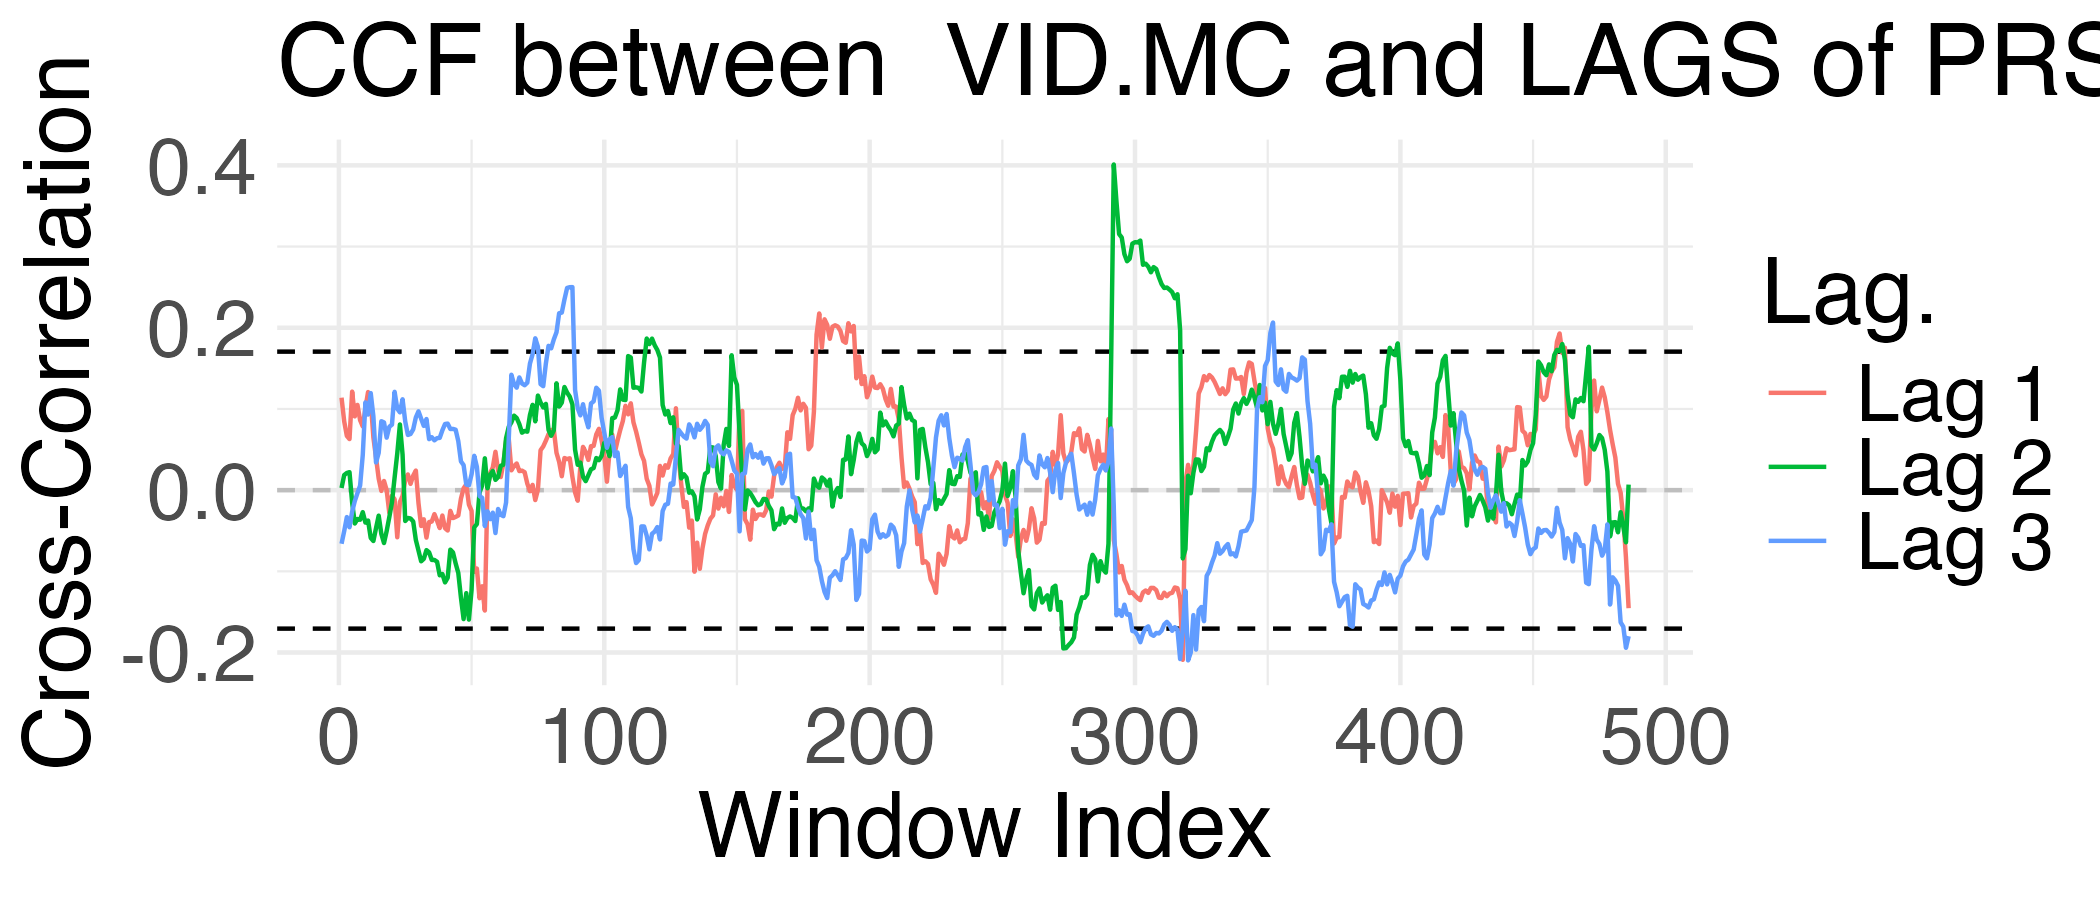 CCF between VID.MC and LAGS of PRS
Cross-Correlation
0.4
0.2
0.0
-0.2
0
100
200
300
400
500
Window Index
Lag.
Lag 1
Lag 2
Lag 3